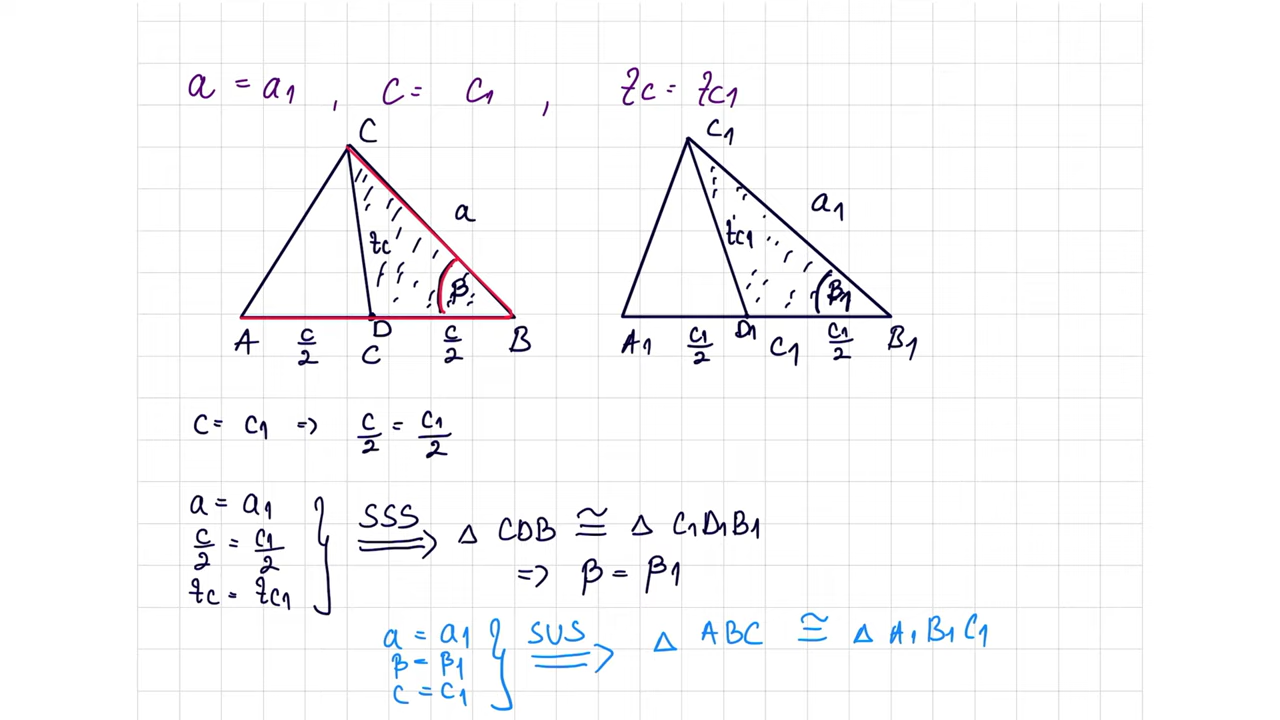 a = a1 , c = c1 , tc = tc1
C C1
a a1
tc tc1
β β1
A D B A1 D1 B1
c/2 c c/2 c1/2 c1 c1/2
c = c1 => c/2 = c1/2
a = a1
c/2 = c1/2 } SSS ⟹ Δ CDB ≅ Δ C1D1B1
tc = tc1 => β = β1
a = a1
β = β1 } SUS ⟹ Δ ABC ≅ Δ A1B1C1
c = c1